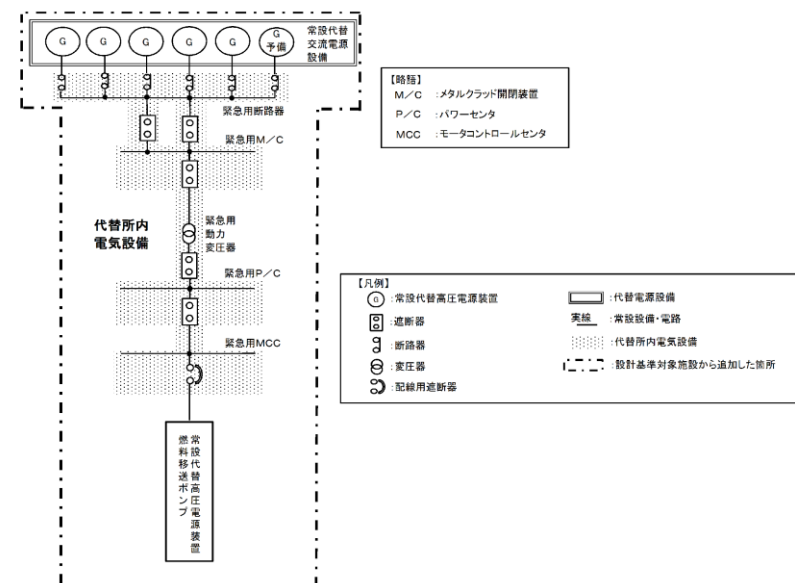 G G G G G G
予備
常設代替
交流電源
設備
緊急用断路器
緊急用M/C
代替所内
電気設備
緊急用
動力
変圧器
緊急用P/C
緊急用MCC
常設代替高圧電源装置
燃料移送ポンプ
【略語】
M/C :メタルクラッド開閉装置
P/C :パワーセンタ
MCC :モータコントロールセンタ
【凡例】
G :常設代替高圧電源装置
:遮断器
:断路器
:変圧器
:配線用遮断器
:代替電源設備
実線 :常設設備・電路
:代替所内電気設備
:設計基準対象施設から追加した箇所